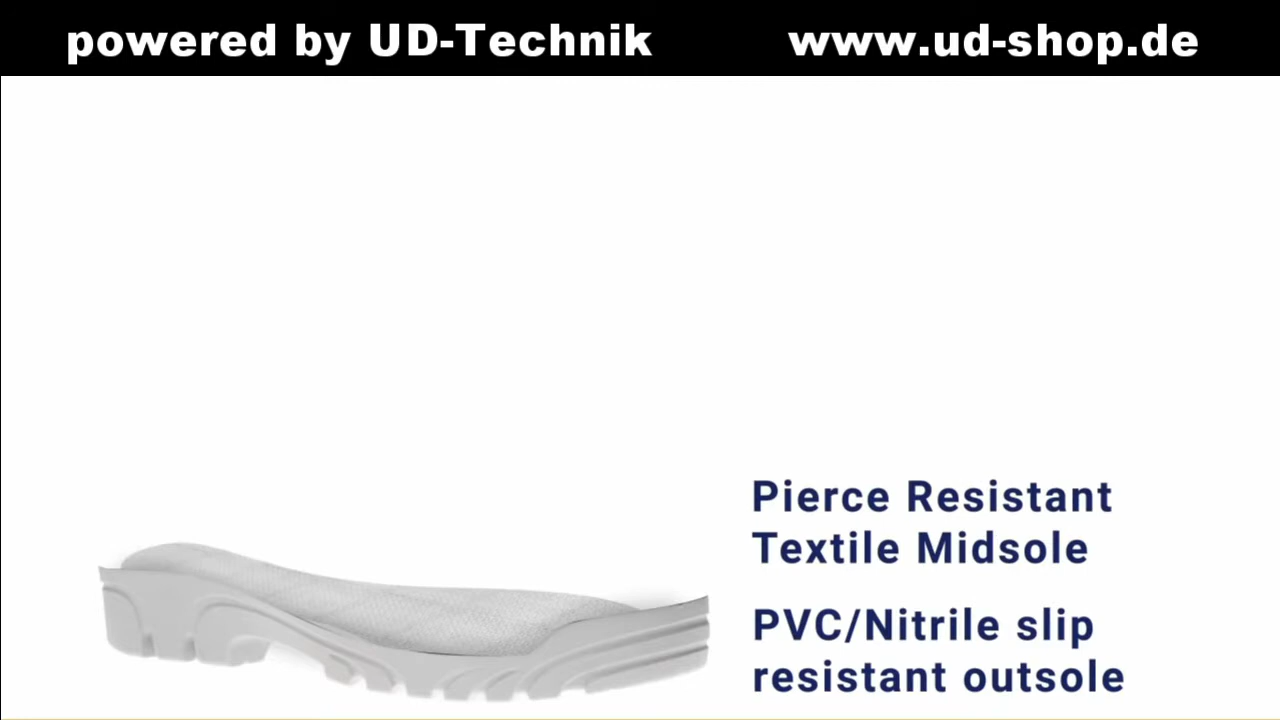 powered by UD-Technik www.ud-shop.de
Pierce Resistant
Textile Midsole
PVC/Nitrile slip
resistant outsole